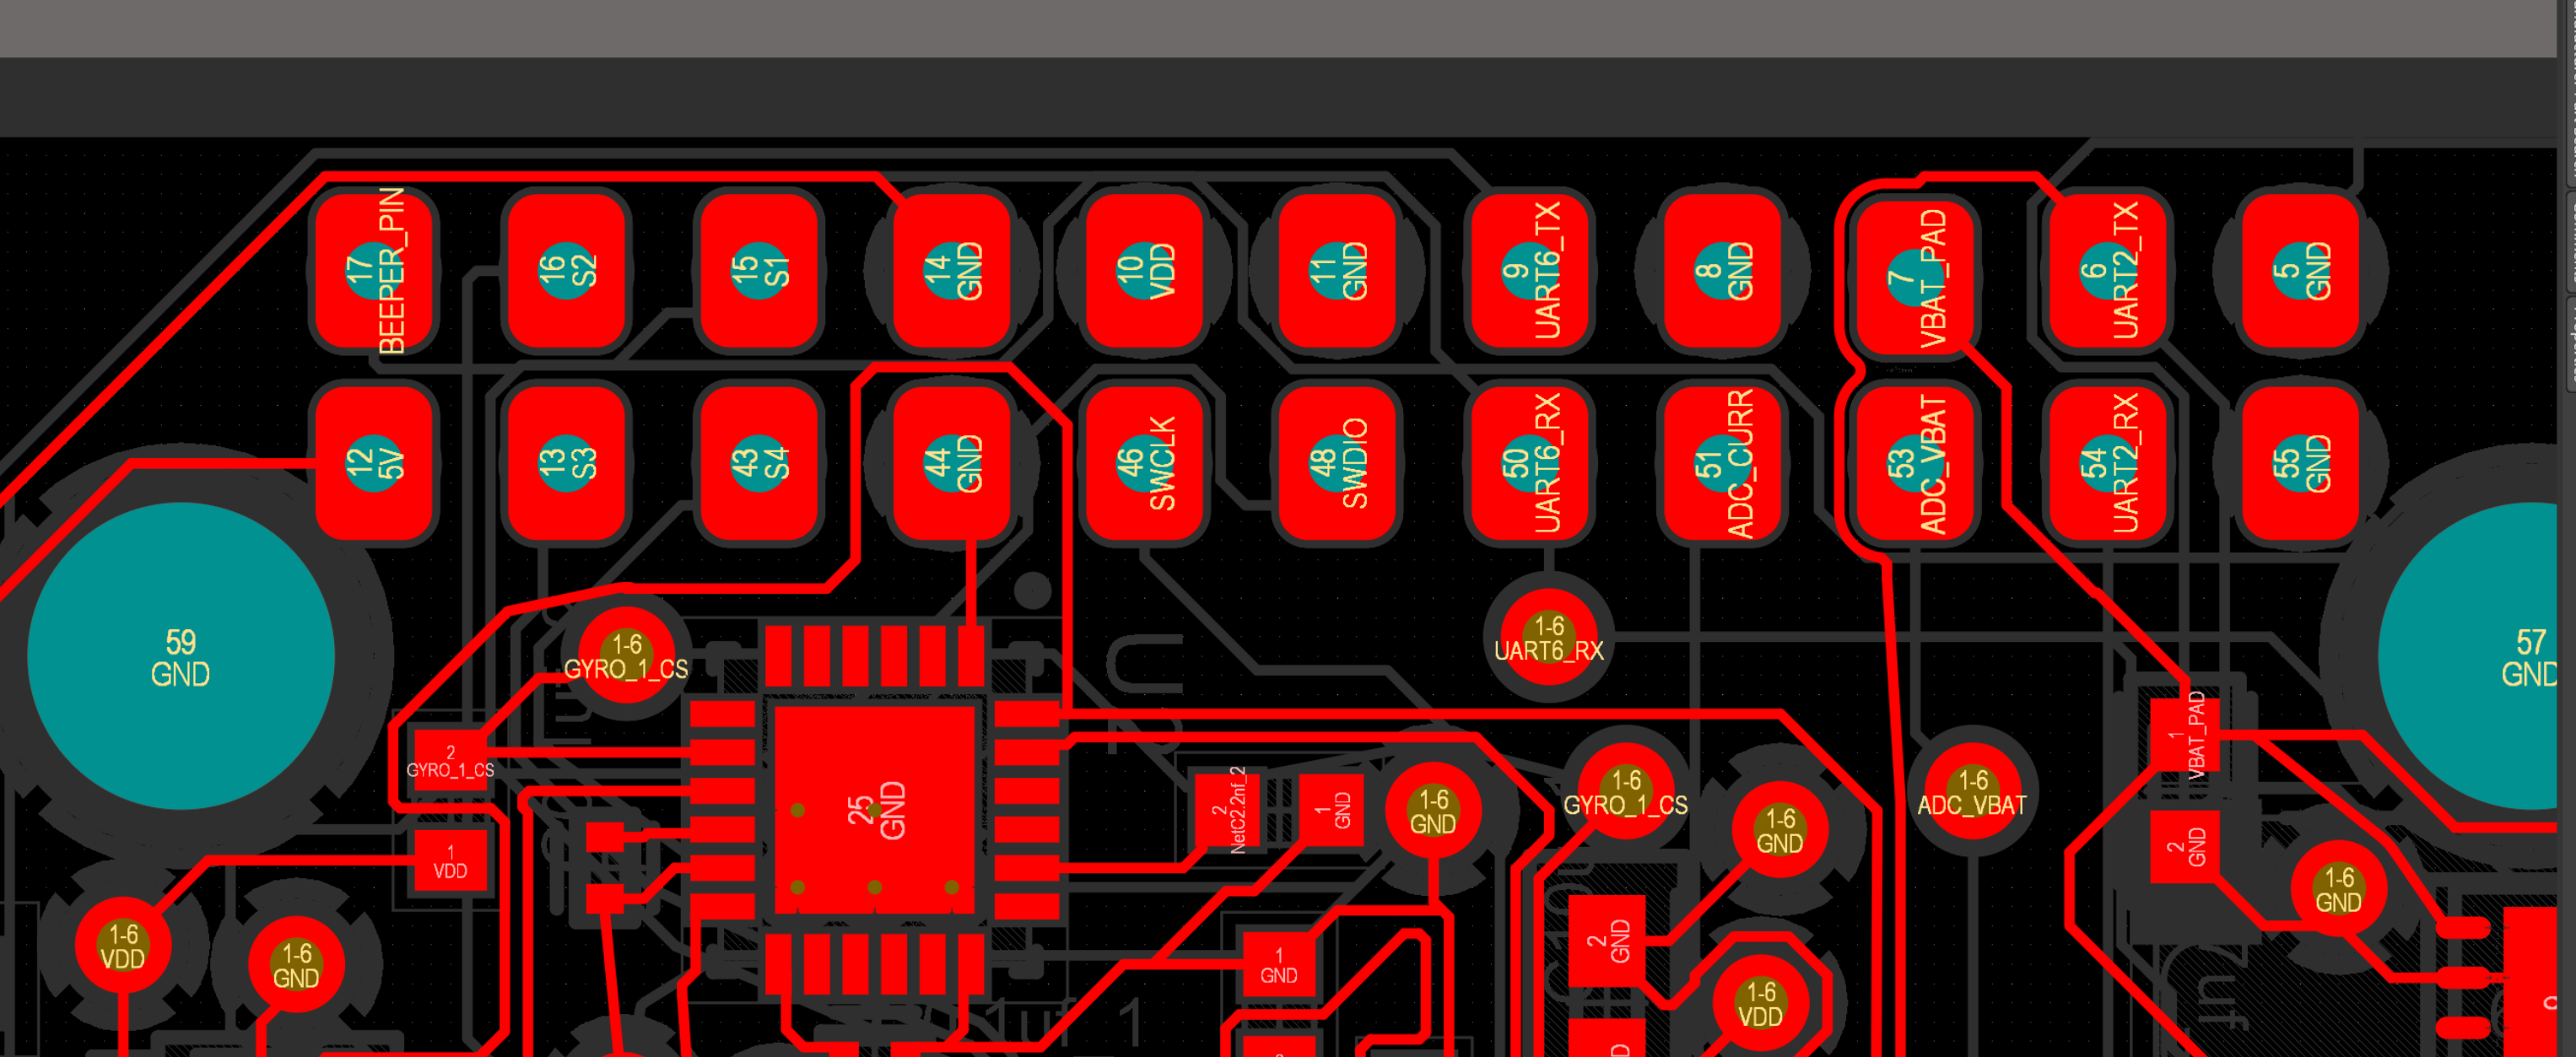 17
BEEPER_PIN
16
S2
15
S1
14
GND
10
VDD
11
GND
9
UART6_TX
8
GND
7
VBAT_PAD
6
UART2_TX
5
GND
12
5V
13
S3
43
S4
44
GND
46
SWCLK
48
SWDIO
50
UART6_RX
51
ADC_CURR
53
ADC_VBAT
54
UART2_RX
55
GND
59
GND
1-6
GYRO_1_CS
1-6
UART6_RX
57
GND
2
GYRO_1_CS
25
GND
2
NetC2.2nf_2
1
GND
1-6
GND
1-6
GYRO_1_CS
1-6
GND
1-6
ADC_VBAT
1
VBAT_PAD
2
GND
1
VDD
1-6
GND
1-6
VDD
1-6
GND
1
GND
2
GND
1-6
VDD